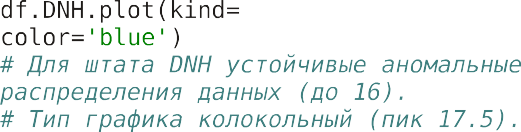 df.DNH.plot(kind=
color='blue')
# Для штата DNH устойчивые аномальные
распределения данных (до 16).
# Тип графика колокольный (пик 17.5).